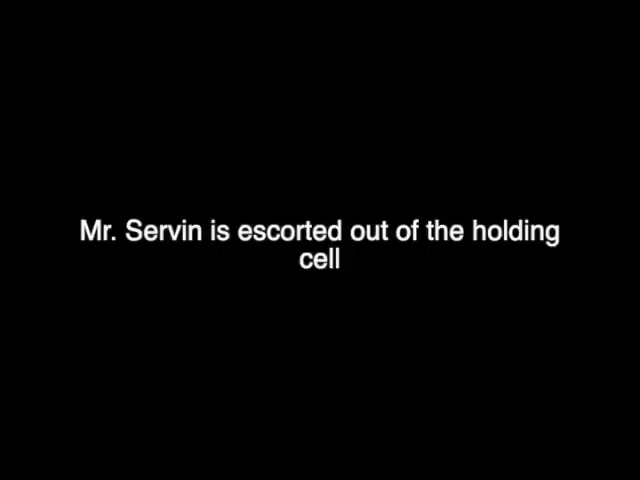 Mr. Servin is escorted out of the holding
cell